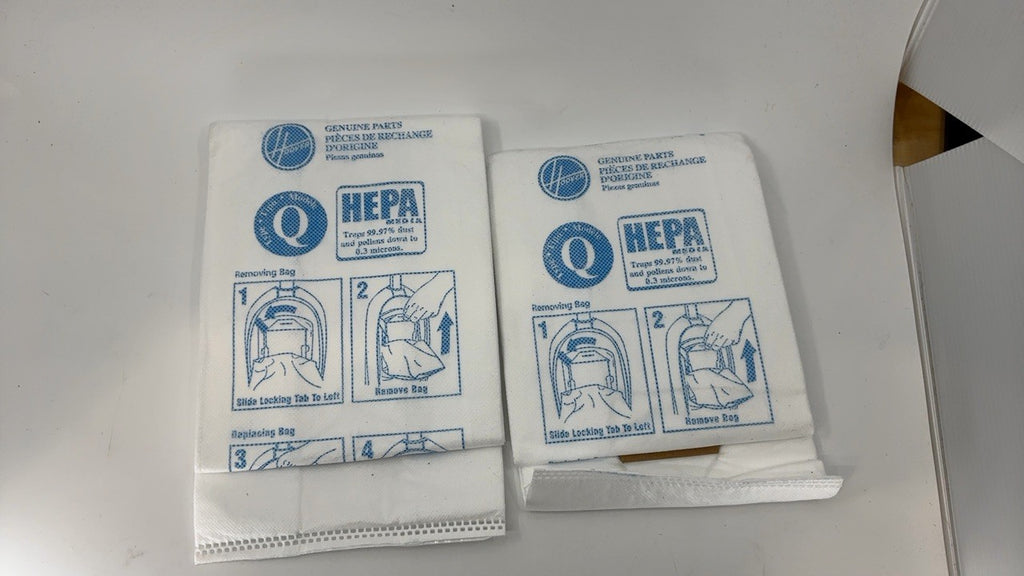 HOOVER
GENUINE PARTS
PIÈCES DE RECHANGE
D'ORIGINE
Piezas genuinas
Q
HEPA
MEDIA
Traps 99.97% dust
and pollens down to
0.3 microns.
Removing Bag
1
2
Slide Locking Tab To Left
Remove Bag
Replacing Bag
3
4
HOOVER
GENUINE PARTS
PIÈCES DE RECHANGE
D'ORIGINE
Piezas genuinas
Q
HEPA
MEDIA
Traps 99.97% dust
and pollens down to
0.3 microns.
Removing Bag
1
2
Slide Locking Tab To Left
Remove Bag